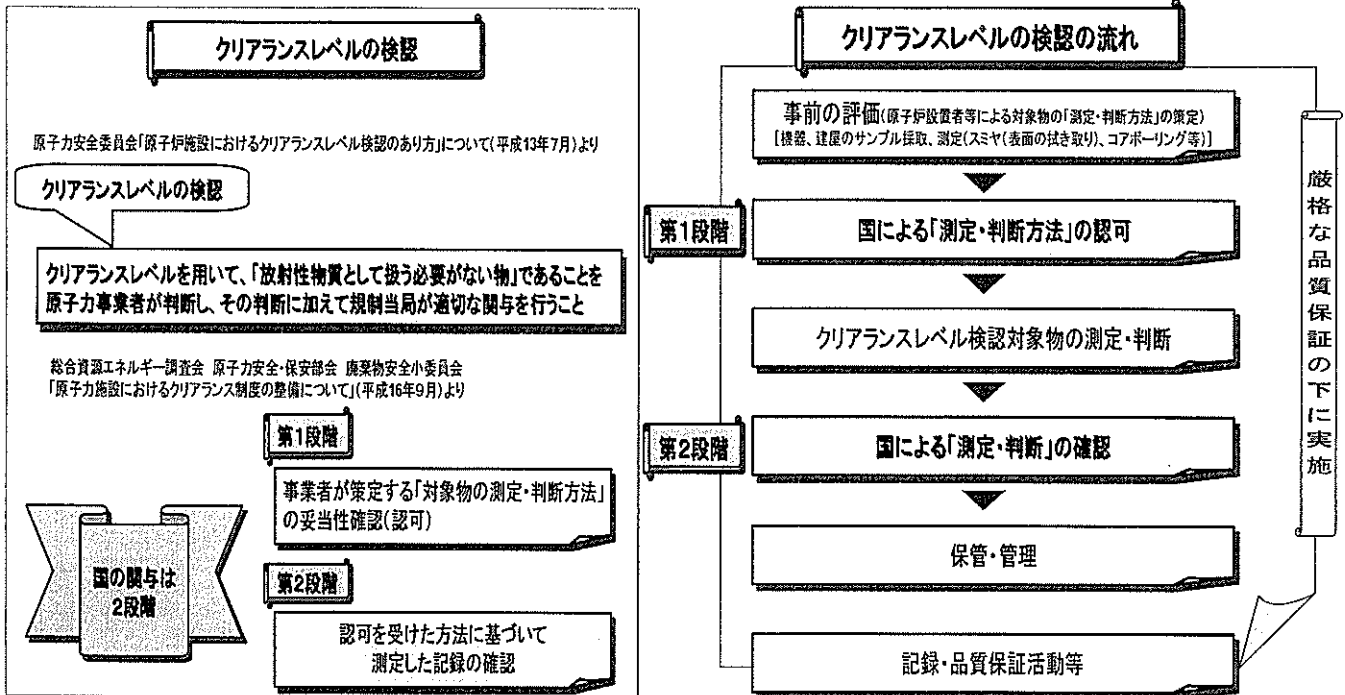 クリアランスレベルの検認
原子力安全委員会「原子炉施設におけるクリアランスレベル検認のあり方」について(平成13年7月)より
クリアランスレベルの検認
クリアランスレベルを用いて、「放射性物質として扱う必要がない物」であることを
原子力事業者が判断し、その判断に加えて規制当局が適切な関与を行うこと
総合資源エネルギー調査会 原子力安全・保安部会 廃棄物安全小委員会
「原子力施設におけるクリアランス制度の整備について」(平成16年9月)より
国の関与は
2段階
第1段階
事業者が策定する「対象物の測定・判断方法」
の妥当性確認(認可)
第2段階
認可を受けた方法に基づいて
測定した記録の確認
クリアランスレベルの検認の流れ
事前の評価(原子炉設置者等による対象物の「測定・判断方法」の策定)
[機器、建屋のサンプル採取、測定(スミヤ(表面の拭き取り)、コアボーリング等)]
第1段階
国による「測定・判断方法」の認可
クリアランスレベル検認対象物の測定・判断
第2段階
国による「測定・判断」の確認
保管・管理
記録・品質保証活動等
厳格な品質保証の下に実施